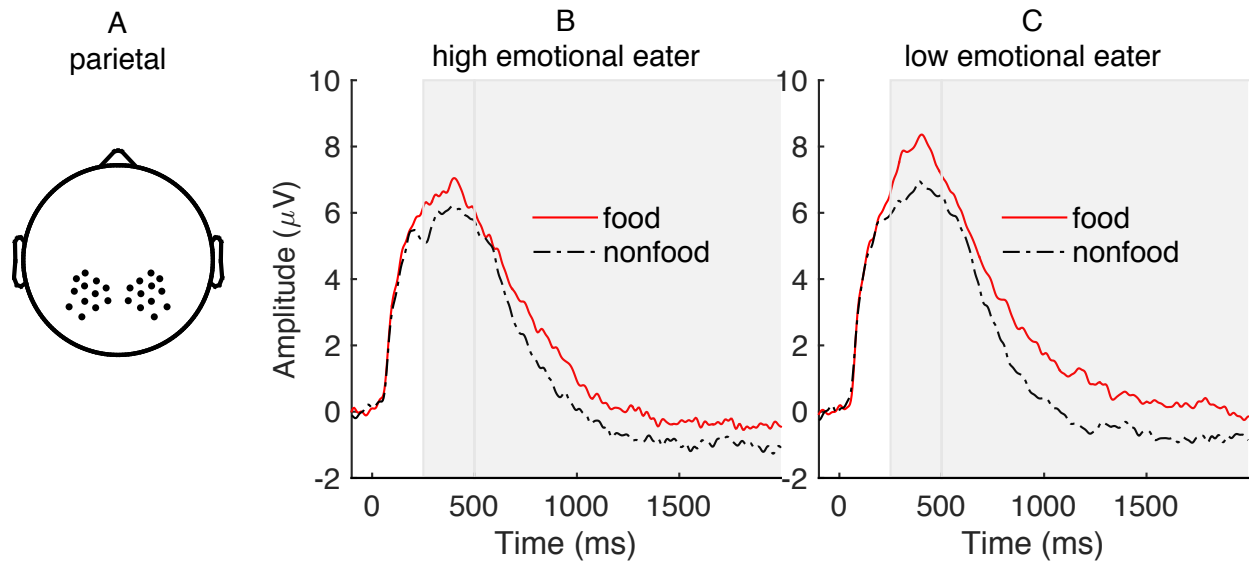 A
parietal
B
high emotional eater
10
8
6
4
2
0
-2
Amplitude (μV)
food
nonfood
0
500
1000
1500
Time (ms)
C
low emotional eater
10
8
6
4
2
0
-2
food
nonfood
0
500
1000
1500
Time (ms)